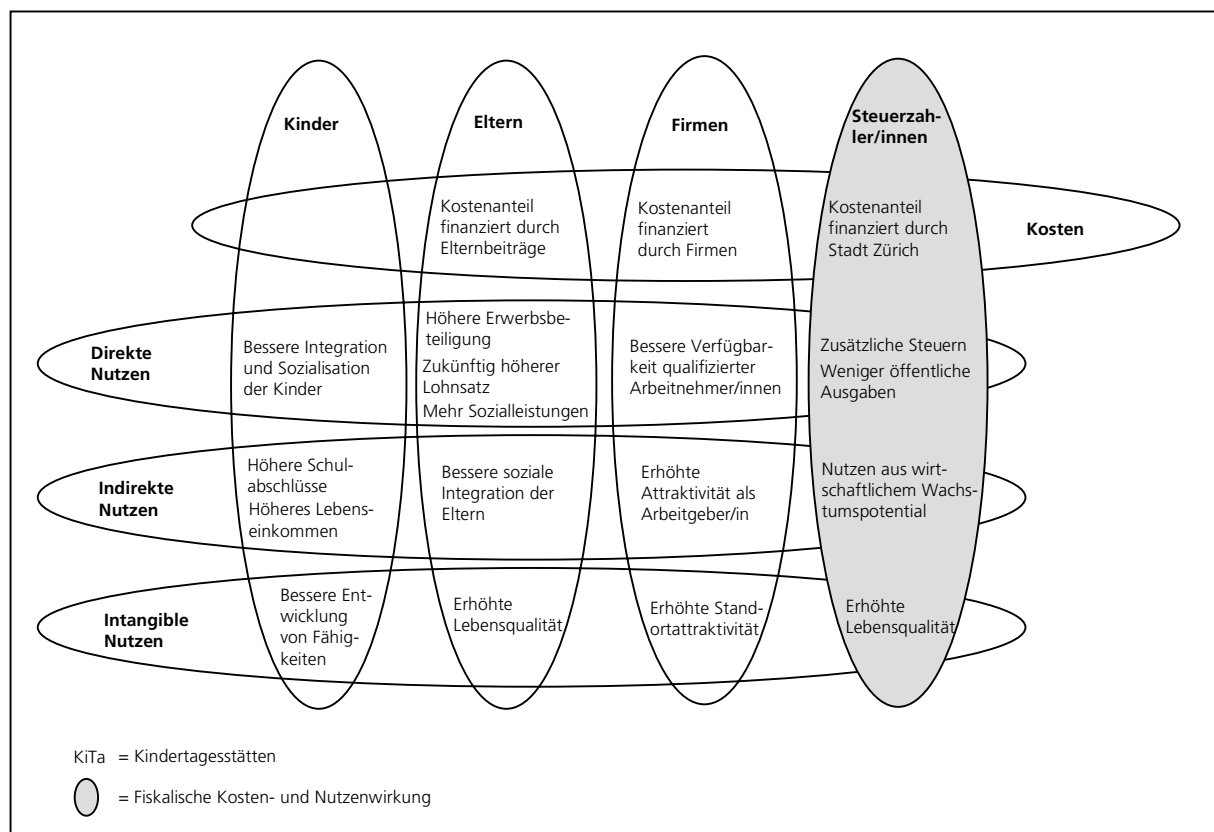 Kinder
Eltern
Firmen
Steuerzah-
ler/innen
Kostenanteil
finanziert durch
Elternbeiträge
Kostenanteil
finanziert
durch Firmen
Kostenanteil
finanziert durch
Stadt Zürich
Kosten
Direkte
Nutzen
Bessere Integration
und Sozialisation
der Kinder
Höhere Erwerbsbe-
teiligung
Zukünftig höherer
Lohnsatz
Mehr Sozialleistungen
Bessere Verfügbar-
keit qualifizierter
Arbeitnehmer/innen
Zusätzliche Steuern
Weniger öffentliche
Ausgaben
Indirekte
Nutzen
Höhere Schul-
abschlüsse
Höheres Lebens-
einkommen
Bessere soziale
Integration der
Eltern
Erhöhte
Attraktivität als
Arbeitgeber/in
Nutzen aus wirt-
schaftlichem Wachs-
tumspotential
Intangible
Nutzen
Bessere Ent-
wicklung
von Fähig-
keiten
Erhöhte
Lebensqualität
Erhöhte Stand-
ortattraktivität
Erhöhte
Lebensqualität
KiTa = Kindertagesstätten
= Fiskalische Kosten- und Nutzenwirkung